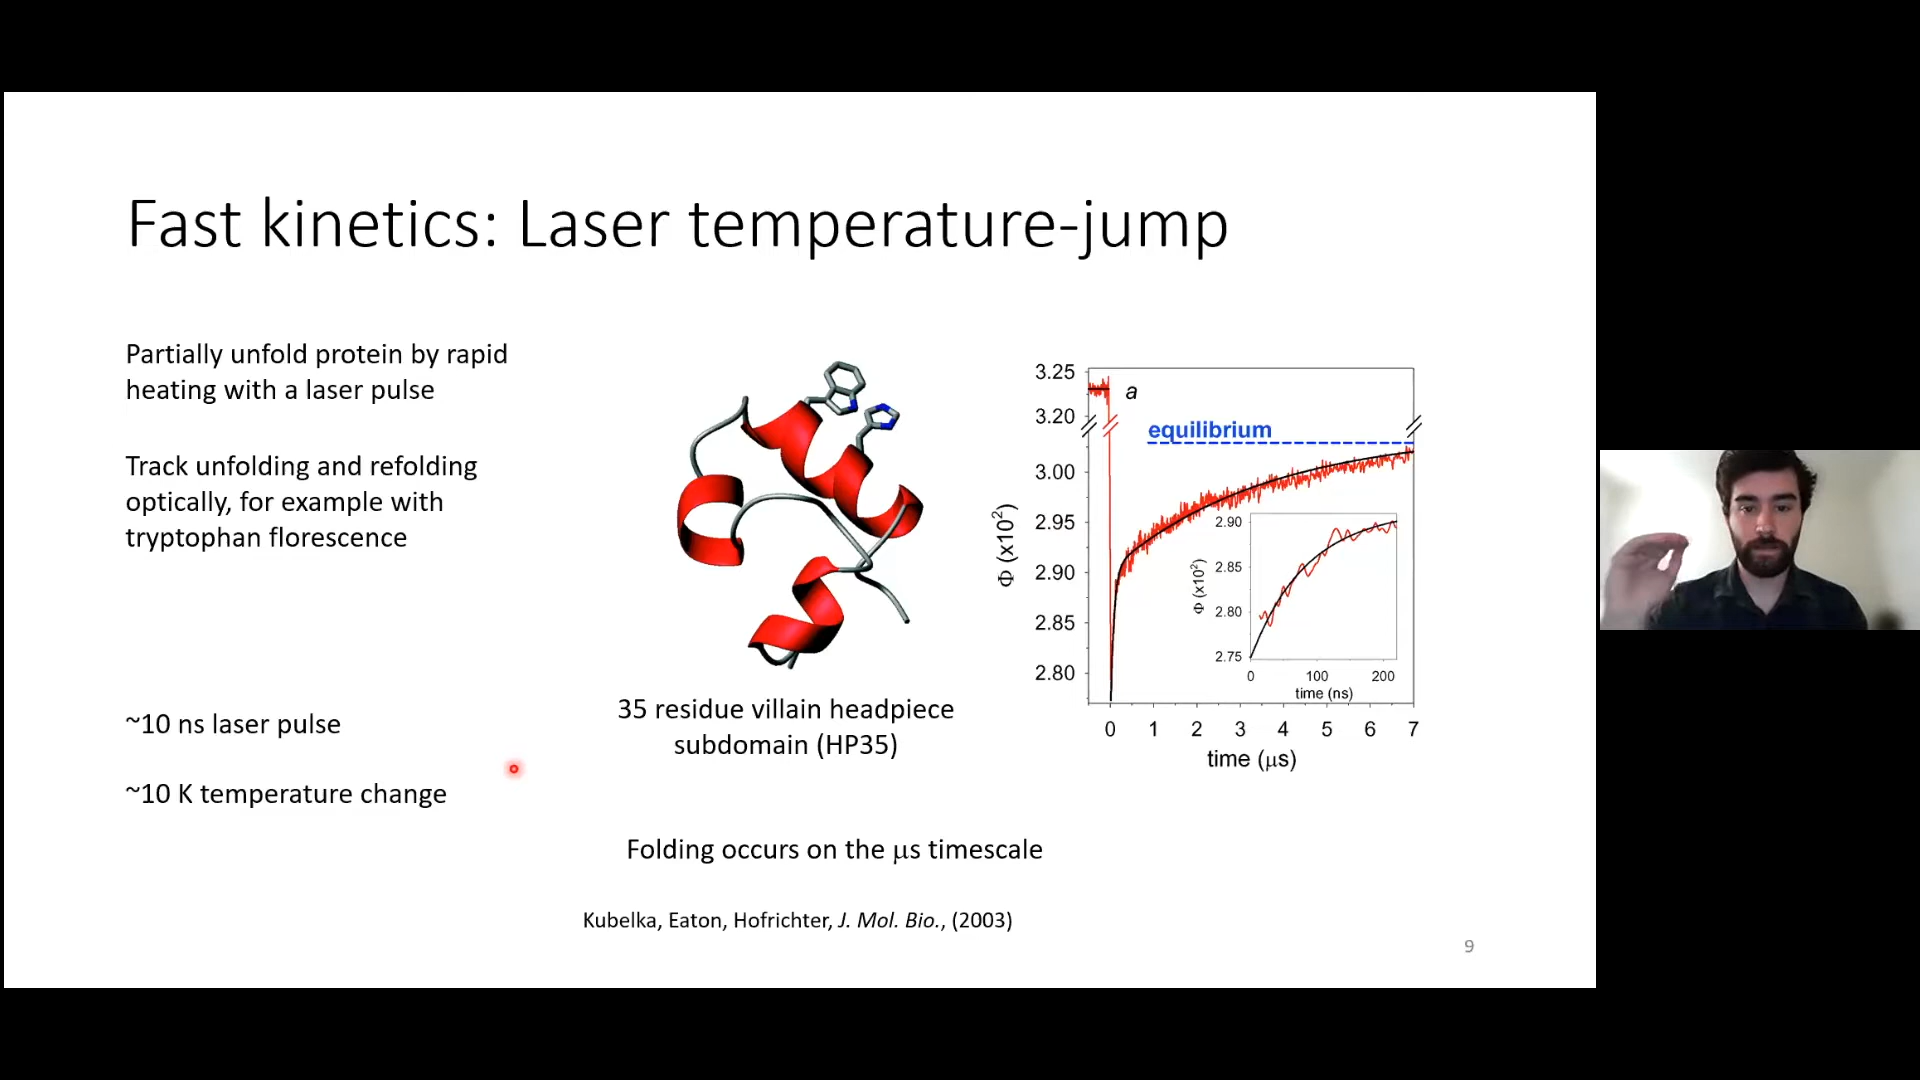 Fast kinetics: Laser temperature-jump
Partially unfold protein by rapid
heating with a laser pulse
Track unfolding and refolding
optically, for example with
tryptophan florescence
~10 ns laser pulse
~10 K temperature change
35 residue villain headpiece
subdomain (HP35)
3.25
3.20
3.00
2.95
2.90
2.85
2.80
Φ (x10²)
a
equilibrium
2.90
2.85
2.80
2.75
Φ (x10²)
0 100 200
time (ns)
0 1 2 3 4 5 6 7
time (μs)
Folding occurs on the μs timescale
Kubelka, Eaton, Hofrichter, J. Mol. Bio., (2003)
9